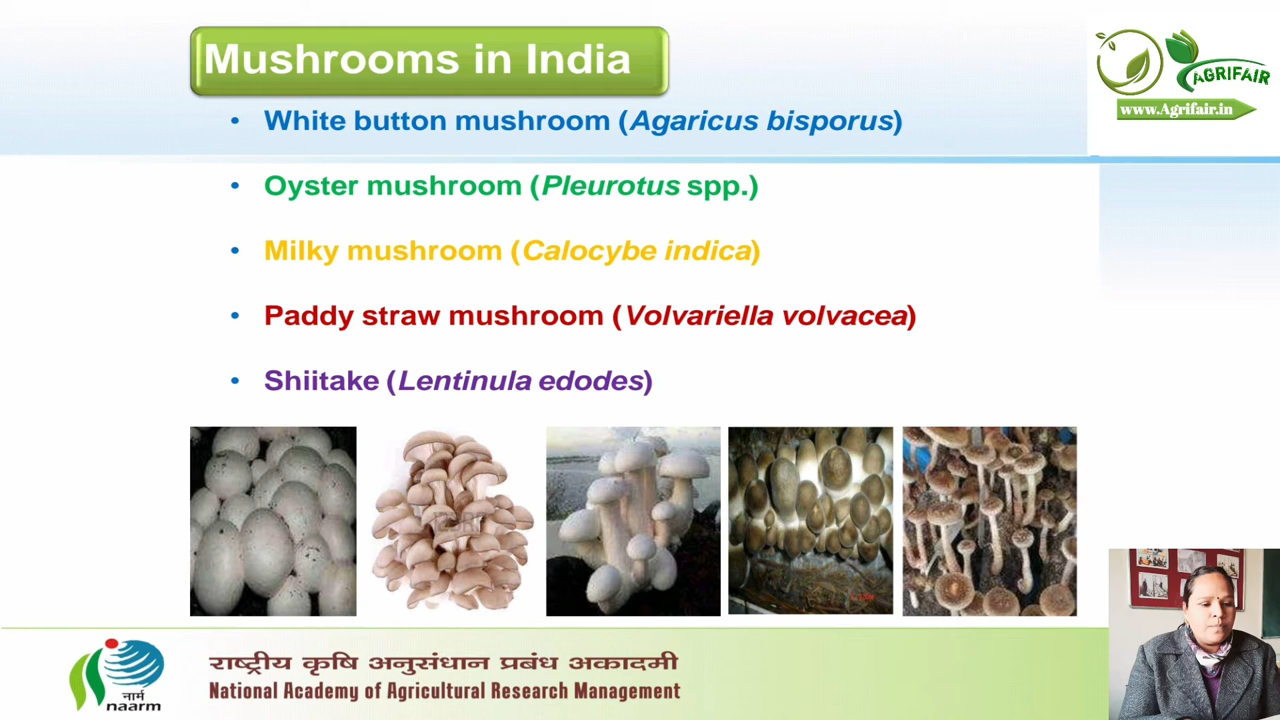 Mushrooms in India
AGRIFAIR
www.Agrifair.in
• White button mushroom (Agaricus bisporus)
• Oyster mushroom (Pleurotus spp.)
• Milky mushroom (Calocybe indica)
• Paddy straw mushroom (Volvariella volvacea)
• Shiitake (Lentinula edodes)
नार्म
naarm
राष्ट्रीय कृषि अनुसंधान प्रबंध अकादमी
National Academy of Agricultural Research Management